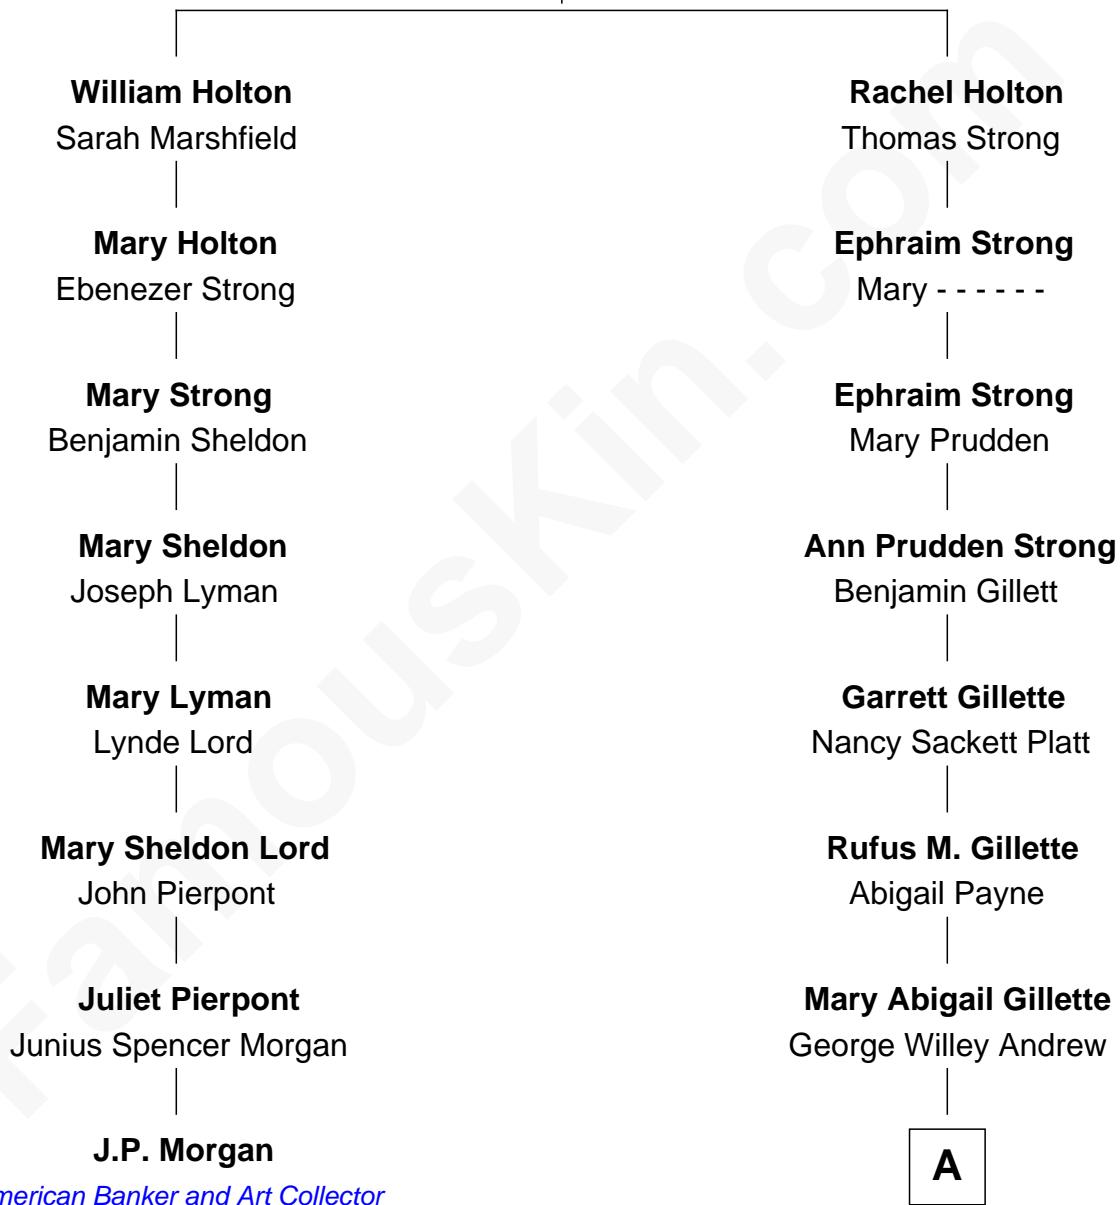 William Holton
Sarah Marshfield
Rachel Holton
Thomas Strong
Mary Holton
Ebenezer Strong
Ephraim Strong
Mary - - - - - -
Mary Strong
Benjamin Sheldon
Ephraim Strong
Mary Prudden
Mary Sheldon
Joseph Lyman
Ann Prudden Strong
Benjamin Gillett
Mary Lyman
Lynde Lord
Garrett Gillette
Nancy Sackett Platt
Mary Sheldon Lord
John Pierpont
Rufus M. Gillette
Abigail Payne
Juliet Pierpont
Junius Spencer Morgan
Mary Abigail Gillette
George Willey Andrew
J.P. Morgan
merican Banker and Art Collector
A
FamousKin.com